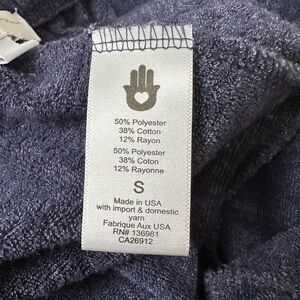 50% Polyester
38% Cotton
12% Rayon
50% Polyester
38% Coton
12% Rayonne
S
Made in USA
with import & domestic
yarn
Fabrique Aux USA
RN# 136981
CA26912